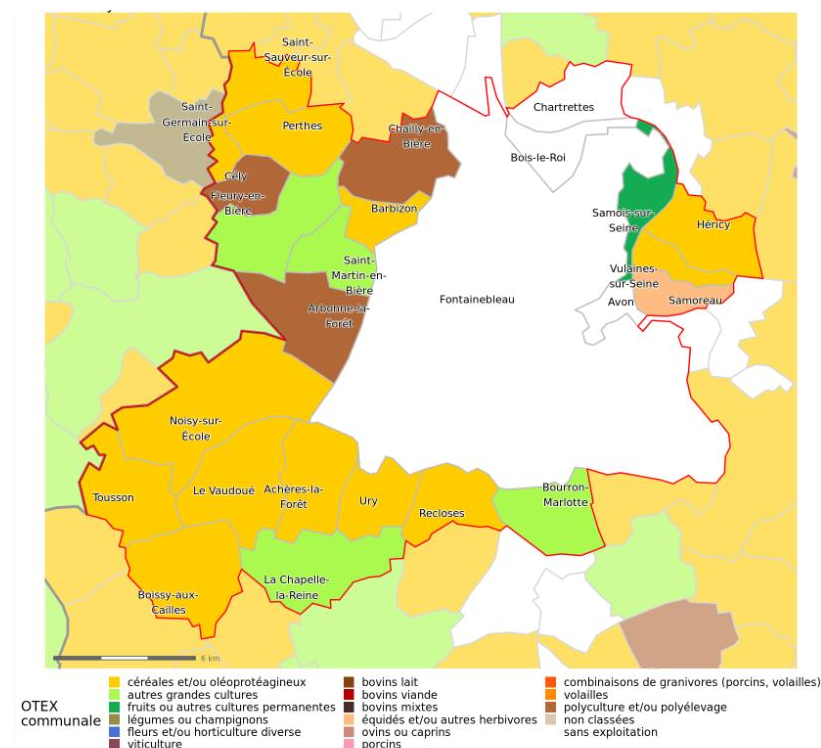 Saint-
Sauveur-sur-
École
Chartrettes
Saint-
Germain-sur-
École
Perthes
Chailly-en-
Bière
Bois-le-Roi
Cély
Fleury-en-
Bière
Barbizon
Samois-sur-
Seine
Héricy
Saint-
Martin-en-
Bière
Vulaines-
sur-Seine
Fontainebleau
Avon
Samoreau
Arbonne-la-
Forêt
Noisy-sur-
École
Tousson
Le Vaudoué
Achères-la-
Forêt
Ury
Recloses
Bourron-
Marlotte
La Chapelle-
la-Reine
Boissy-aux-
Cailles
6 km
OTEX
communale
céréales et/ou oléoprotéagineux
autres grandes cultures
fruits ou autres cultures permanentes
légumes ou champignons
fleurs et/ou horticulture diverse
viticulture
bovins lait
bovins viande
bovins mixtes
équidés et/ou autres herbivores
ovins ou caprins
porcins
combinaisons de granivores (porcins, volailles)
volailles
polyculture et/ou polyélevage
non classées
sans exploitation